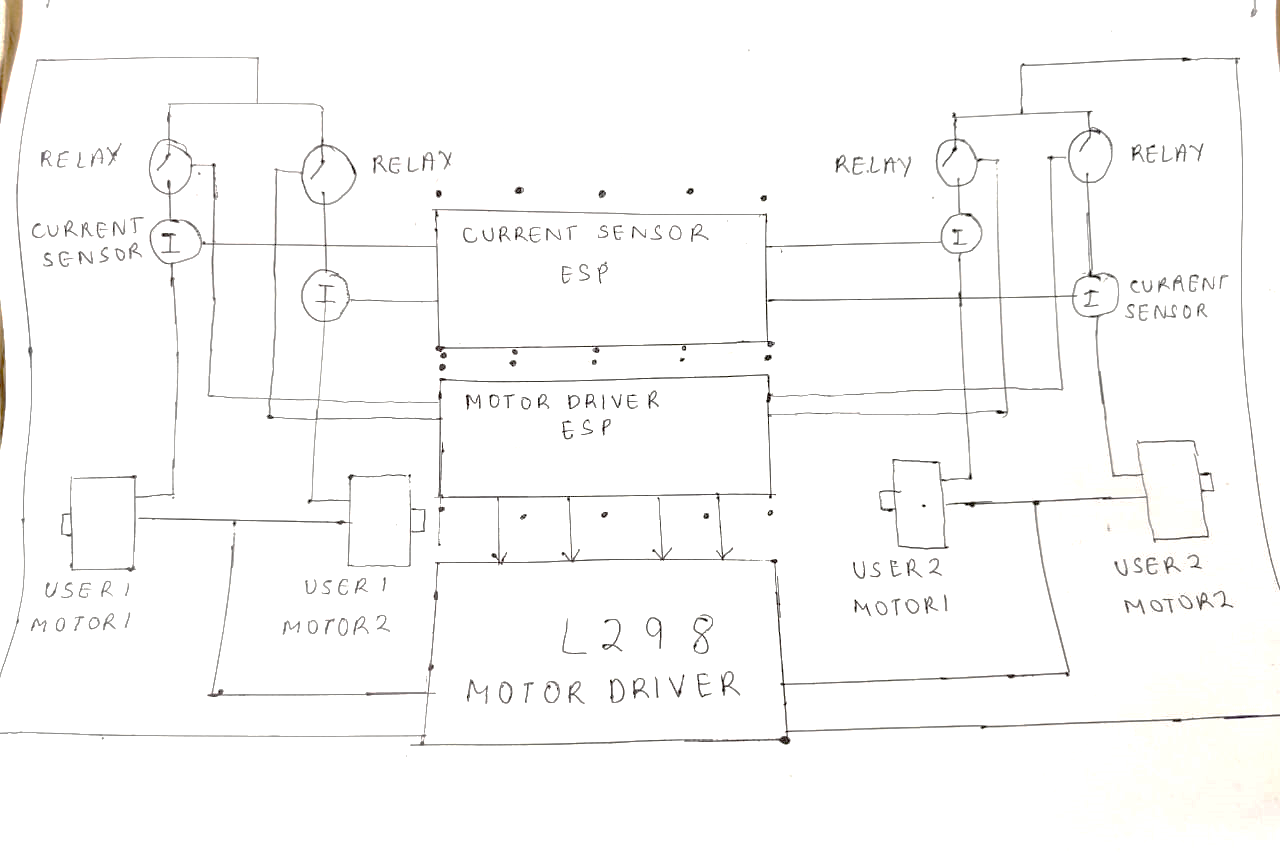 RELAY
RELAY
RELAY
RELAY
CURRENT
SENSOR
I
I
CURRENT SENSOR
ESP
I
I
CURRENT
SENSOR
MOTOR DRIVER
ESP
USER 1
MOTOR 1
USER 1
MOTOR 2
USER 2
MOTOR 1
USER 2
MOTOR 2
L298
MOTOR DRIVER